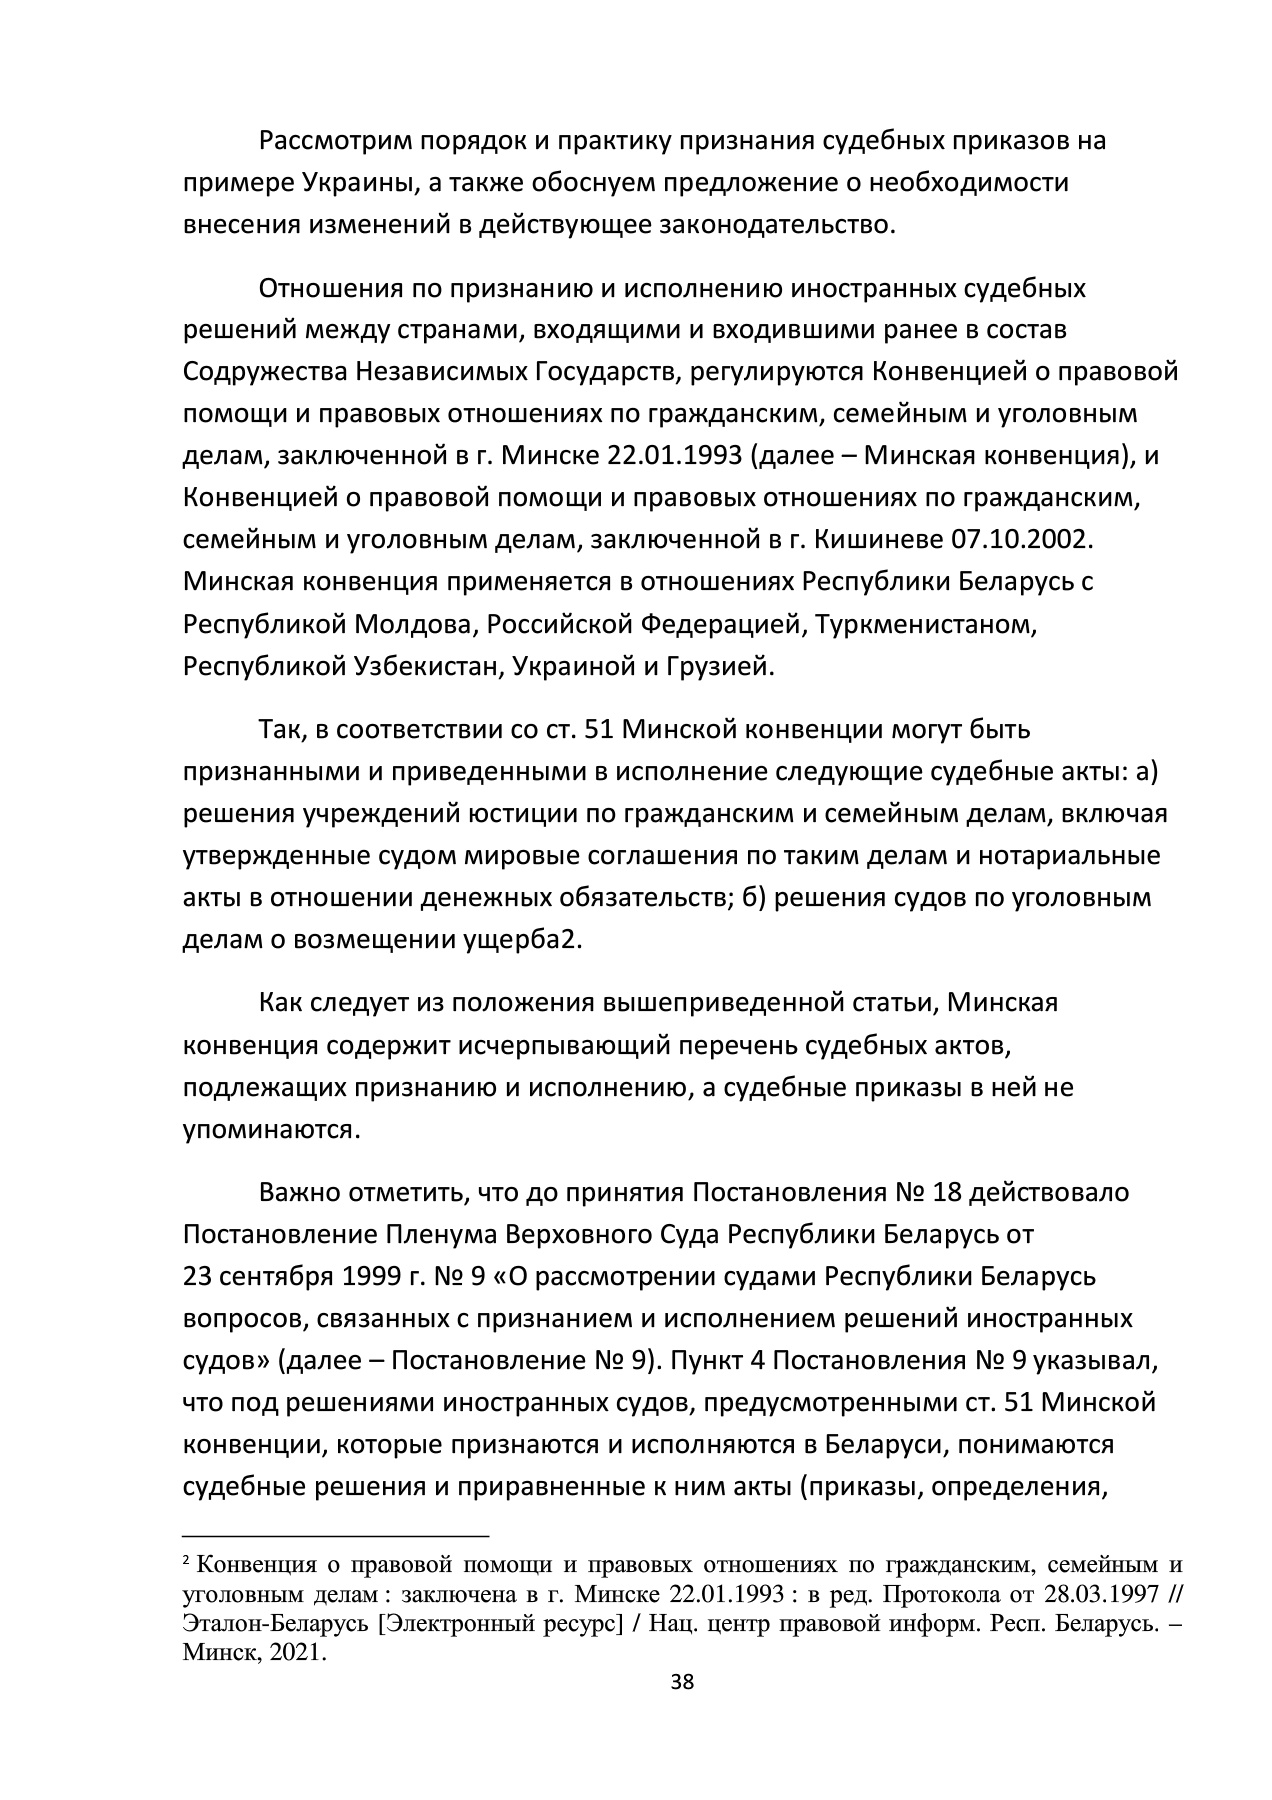 Рассмотрим порядок и практику признания судебных приказов на
примере Украины, а также обоснуем предложение о необходимости
внесения изменений в действующее законодательство.
Отношения по признанию и исполнению иностранных судебных
решений между странами, входящими и входившими ранее в состав
Содружества Независимых Государств, регулируются Конвенцией о правовой
помощи и правовых отношениях по гражданским, семейным и уголовным
делам, заключенной в г. Минске 22.01.1993 (далее – Минская конвенция), и
Конвенцией о правовой помощи и правовых отношениях по гражданским,
семейным и уголовным делам, заключенной в г. Кишиневе 07.10.2002.
Минская конвенция применяется в отношениях Республики Беларусь с
Республикой Молдова, Российской Федерацией, Туркменистаном,
Республикой Узбекистан, Украиной и Грузией.
Так, в соответствии со ст. 51 Минской конвенции могут быть
признанными и приведенными в исполнение следующие судебные акты: а)
решения учреждений юстиции по гражданским и семейным делам, включая
утвержденные судом мировые соглашения по таким делам и нотариальные
акты в отношении денежных обязательств; б) решения судов по уголовным
делам о возмещении ущерба2.
Как следует из положения вышеприведенной статьи, Минская
конвенция содержит исчерпывающий перечень судебных актов,
подлежащих признанию и исполнению, а судебные приказы в ней не
упоминаются.
Важно отметить, что до принятия Постановления № 18 действовало
Постановление Пленума Верховного Суда Республики Беларусь от
23 сентября 1999 г. № 9 «О рассмотрении судами Республики Беларусь
вопросов, связанных с признанием и исполнением решений иностранных
судов» (далее – Постановление № 9). Пункт 4 Постановления № 9 указывал,
что под решениями иностранных судов, предусмотренными ст. 51 Минской
конвенции, которые признаются и исполняются в Беларуси, понимаются
судебные решения и приравненные к ним акты (приказы, определения,
2 Конвенция о правовой помощи и правовых отношениях по гражданским, семейным и
уголовным делам : заключена в г. Минске 22.01.1993 : в ред. Протокола от 28.03.1997 //
Эталон-Беларусь [Электронный ресурс] / Нац. центр правовой информ. Респ. Беларусь. –
Минск, 2021.
38